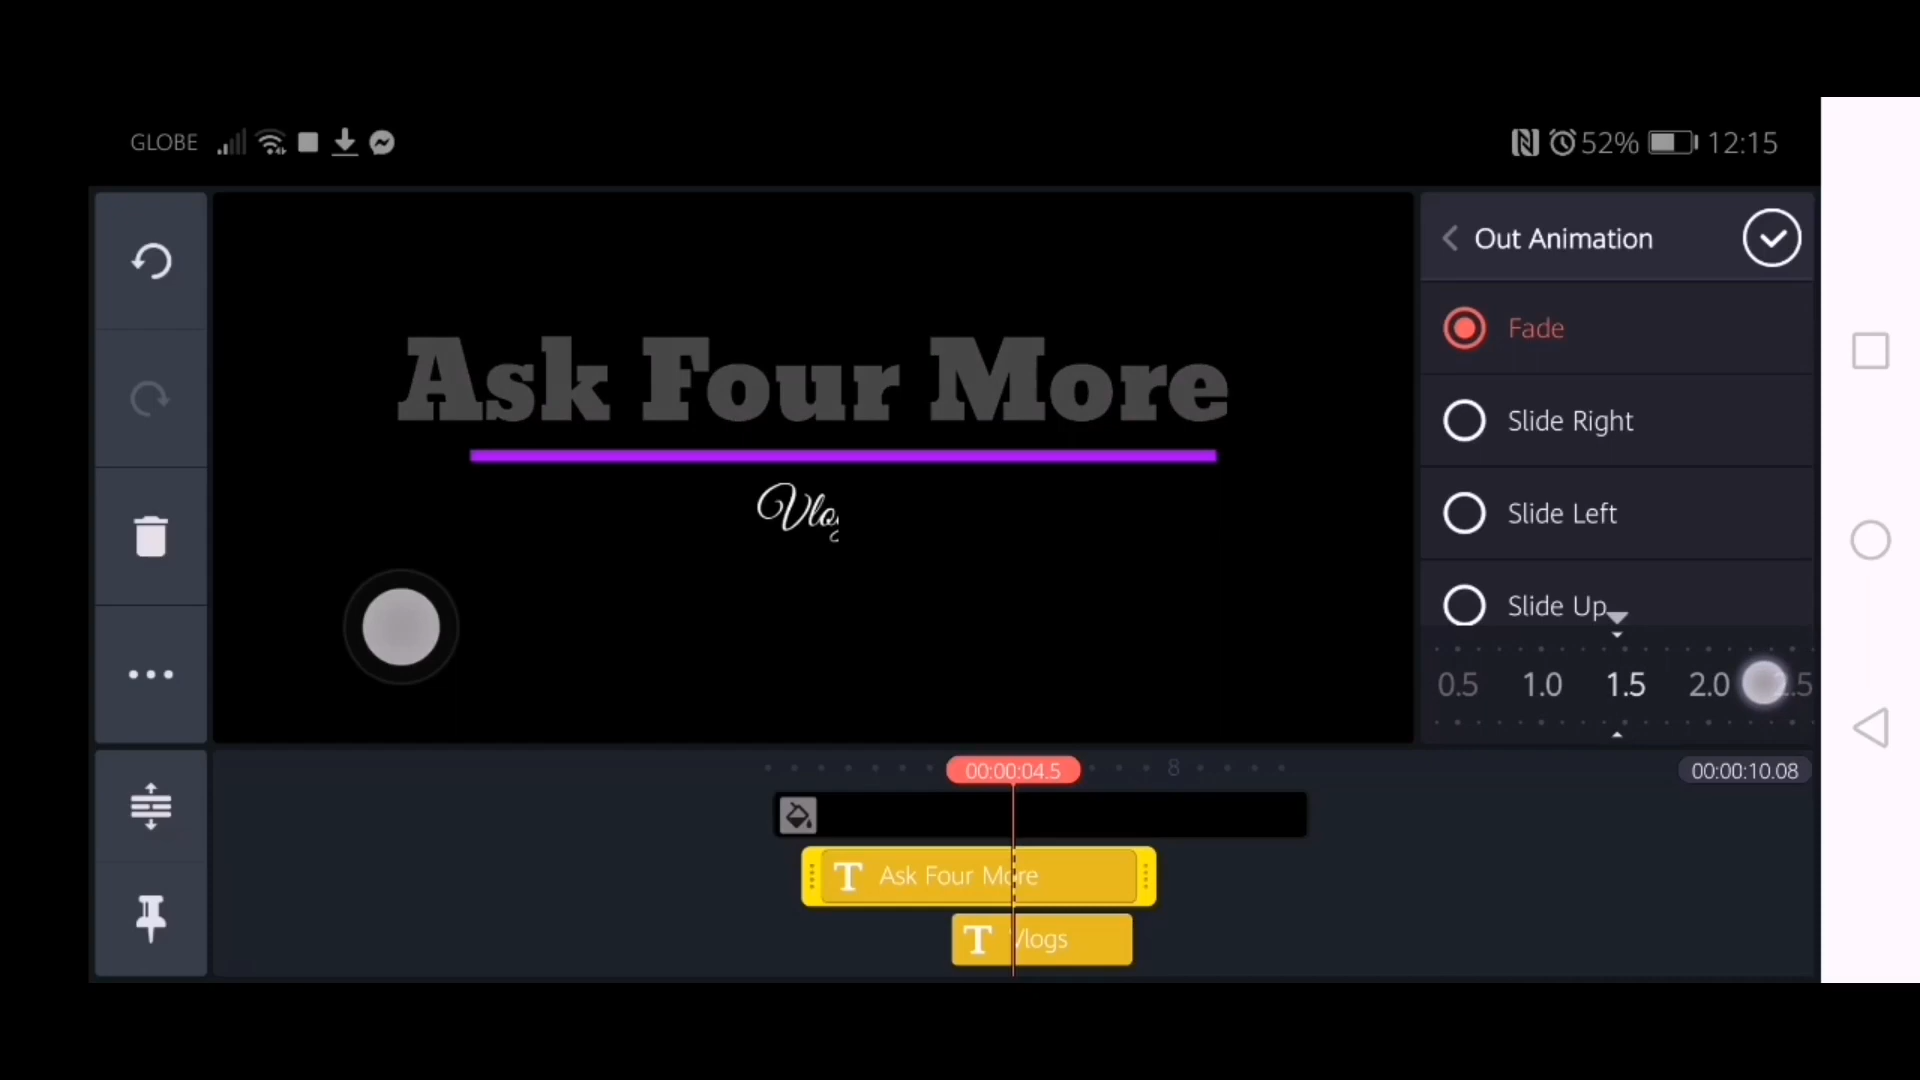 GLOBE
52% 12:15
Out Animation
Ask Four More
Fade
Slide Right
Slide Left
Slide Up
0.5 1.0 1.5 2.0
00:00:04.5
8
00:00:10.08
T Ask Four More
T Vlogs